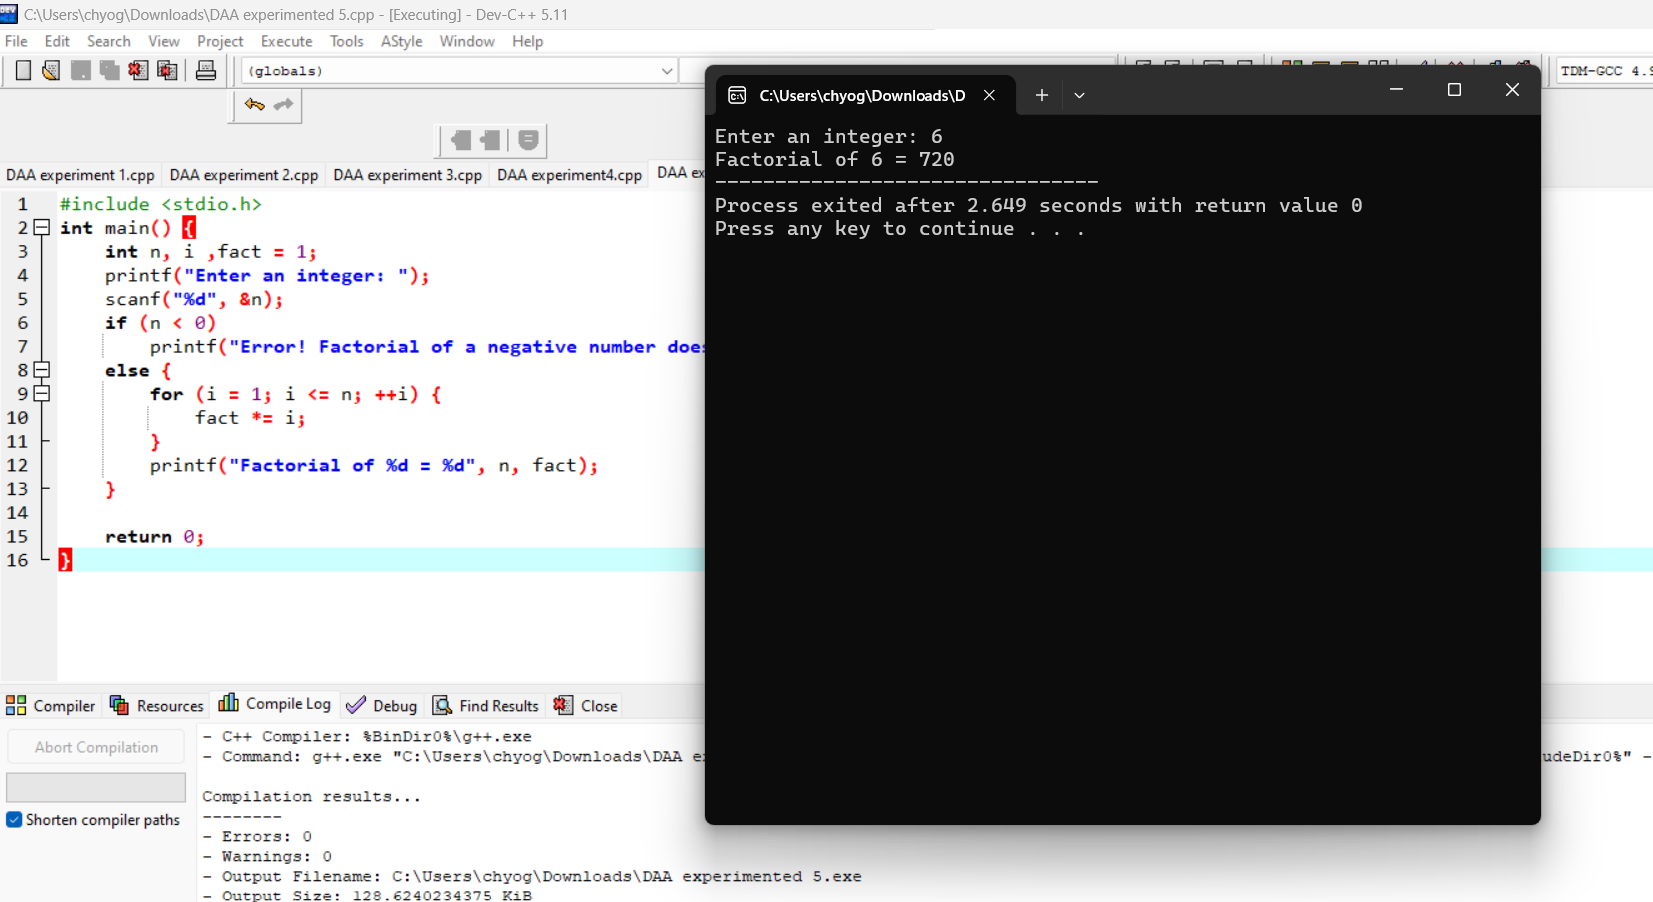 C:\Users\chyog\Downloads\DAA experimented 5.cpp - [Executing] - Dev-C++ 5.11
File Edit Search View Project Execute Tools AStyle Window Help
(globals)
TDM-GCC 4.9
DAA experiment 1.cpp DAA experiment 2.cpp DAA experiment 3.cpp DAA experiment4.cpp DAA ex
1 #include <stdio.h>
2 int main() {
3 int n, i ,fact = 1;
4 printf("Enter an integer: ");
5 scanf("%d", &n);
6 if (n < 0)
7 printf("Error! Factorial of a negative number does
8 else {
9 for (i = 1; i <= n; ++i) {
10 fact *= i;
11 }
12 printf("Factorial of %d = %d", n, fact);
13 }
14
15 return 0;
16 }
C:\Users\chyog\Downloads\D
Enter an integer: 6
Factorial of 6 = 720
--------------------------------
Process exited after 2.649 seconds with return value 0
Press any key to continue . . .
Compiler Resources Compile Log Debug Find Results Close
Abort Compilation
Shorten compiler paths
- C++ Compiler: %BinDir0%\g++.exe
- Command: g++.exe "C:\Users\chyog\Downloads\DAA ex udeDir0%" -
Compilation results...
--------
- Errors: 0
- Warnings: 0
- Output Filename: C:\Users\chyog\Downloads\DAA experimented 5.exe
- Output Size: 128.6240234375 KiB